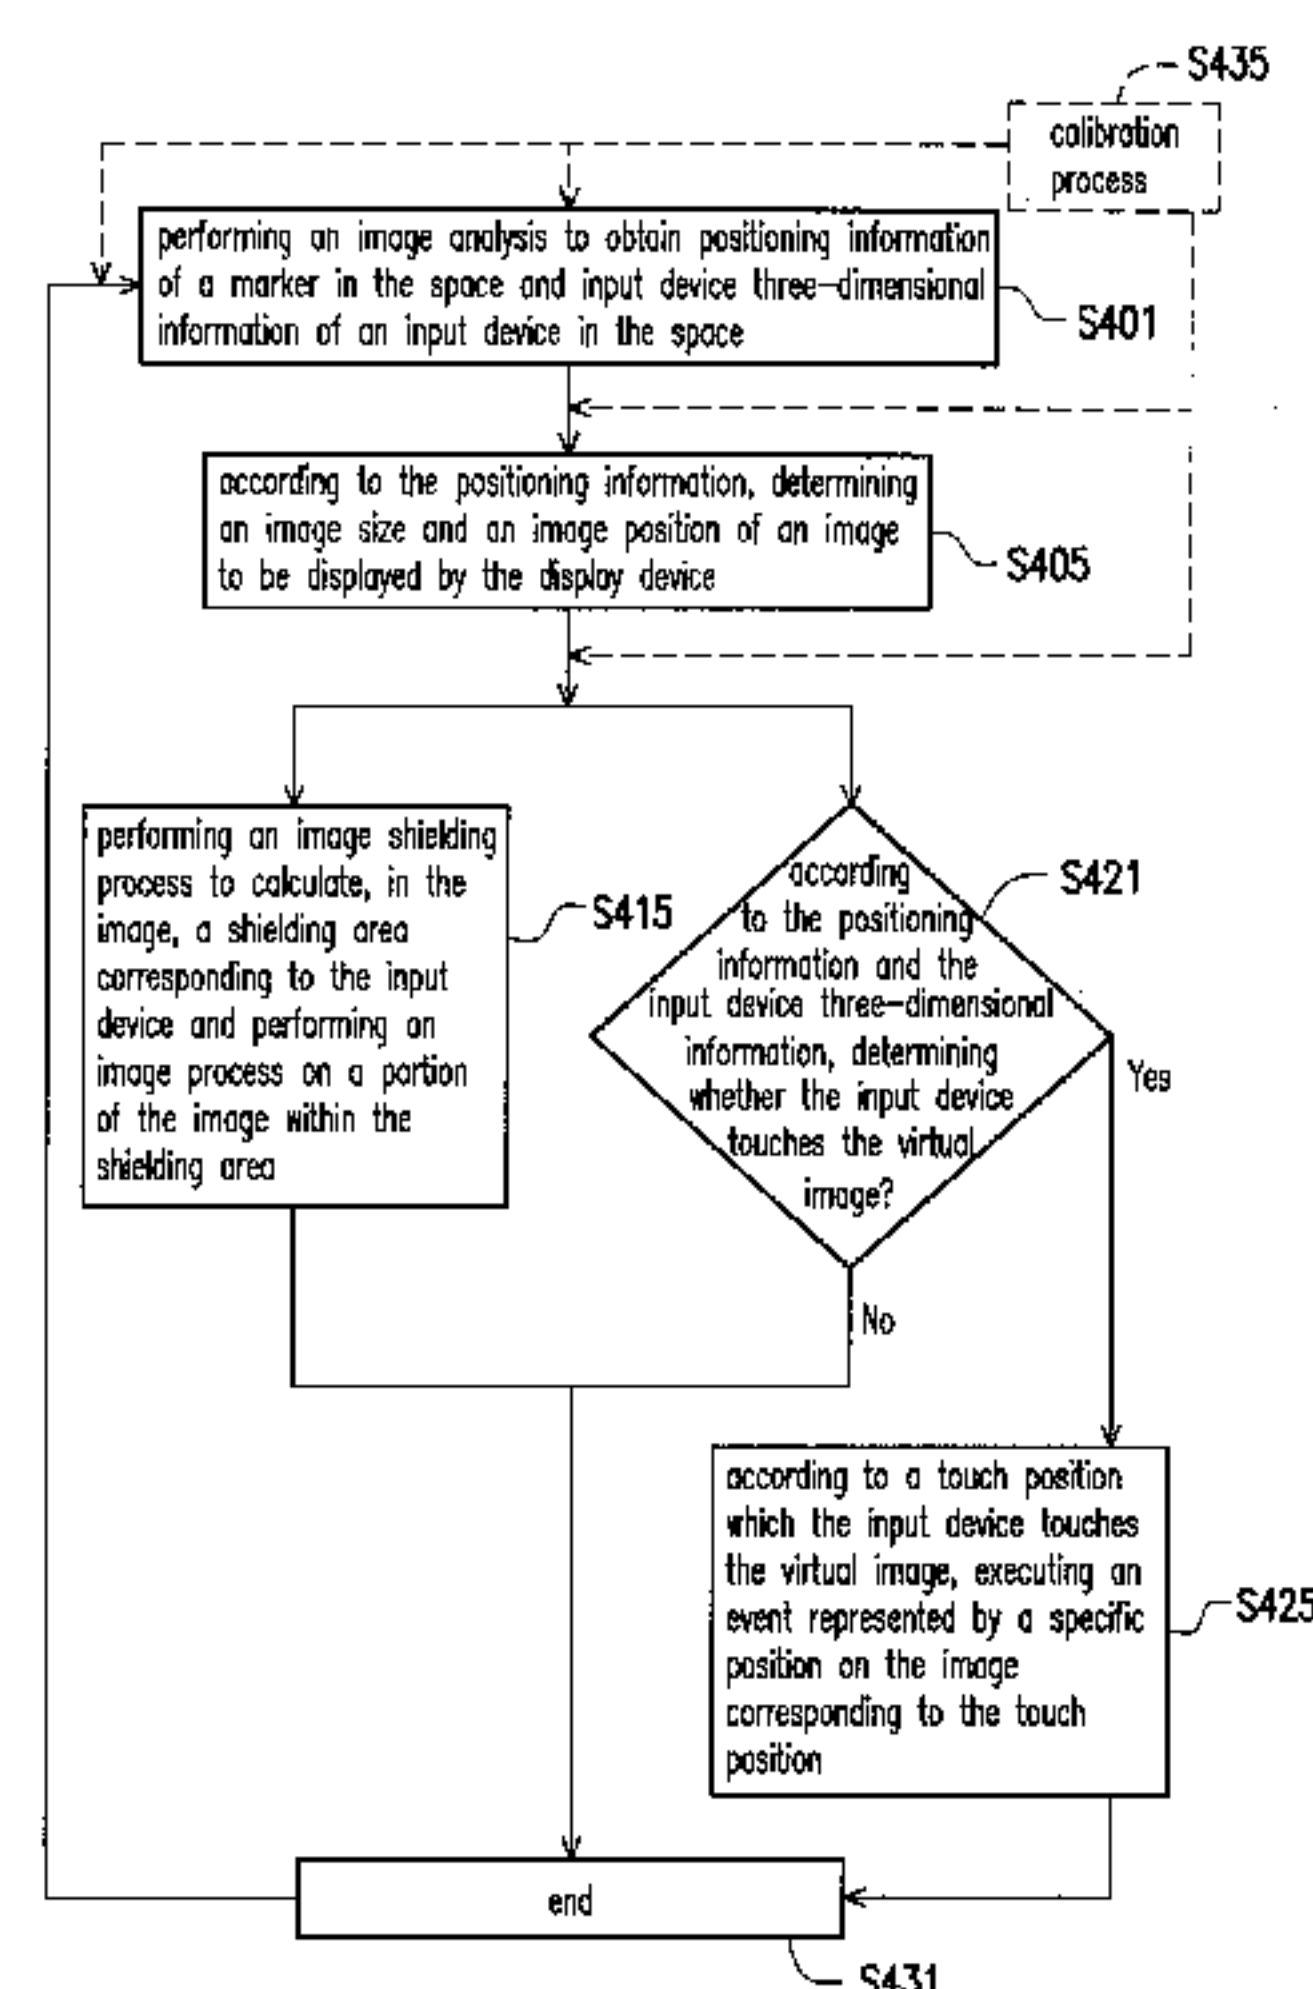 S435
calibration
process
performing an image analysis to obtain positioning information
of a marker in the space and input device three-dimensional
information of an input device in the space
S401
according to the positioning information, determining
an image size and an image position of an image
to be displayed by the display device
S405
performing an image shielding
process to calculate, in the
image, a shielding area
corresponding to the input
device and performing an
image process on a portion
of the image within the
shielding area
S415
according
to the positioning
information and the
input device three-dimensional
information, determining
whether the input device
touches the virtual
image?
S421
Yes
No
according to a touch position
which the input device touches
the virtual image, executing an
event represented by a specific
position on the image
corresponding to the touch
position
S425
end
S431